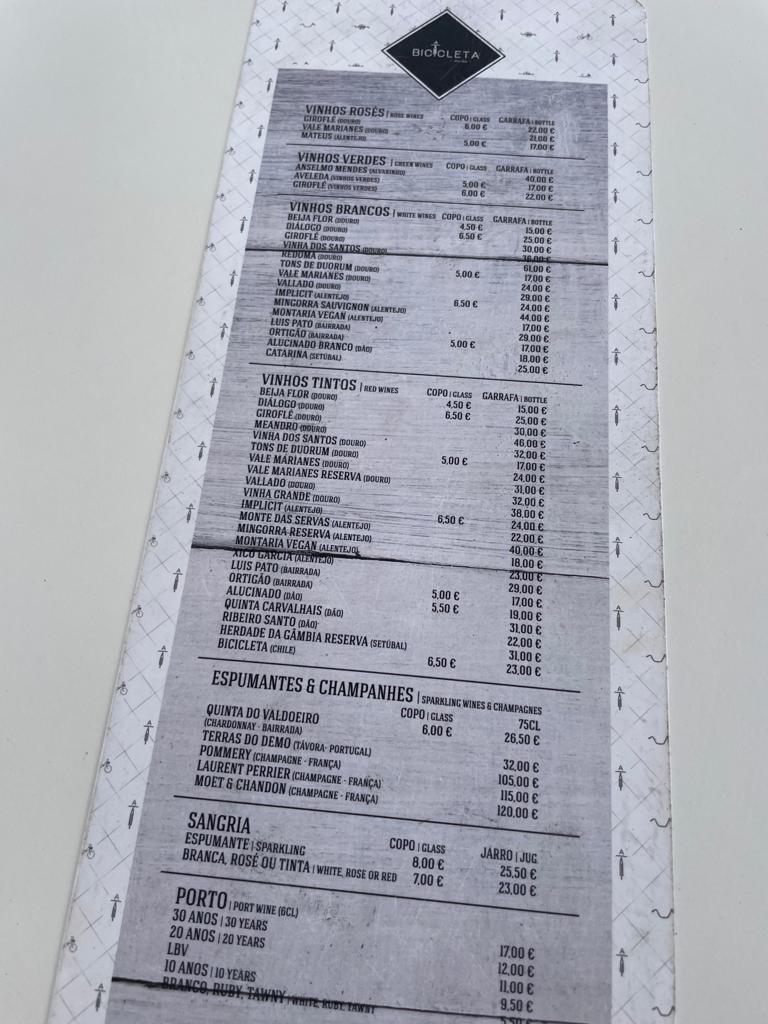 BICICLETA
VINHOS ROSÉS | ROSE WINES COPO | GLASS GARRAFA | BOTTLE
GIROFLÉ (DOURO) 6,00 € 22,00 €
VALE MARIANES (DOURO) 21,00 €
MATEUS (ALENTEJO) 5,00 € 17,00 €
VINHOS VERDES | GREEN WINES COPO | GLASS GARRAFA | BOTTLE
ANSELMO MENDES (ALVARINHO) 40,00 €
AVELEDA (VINHOS VERDES) 5,00 € 17,00 €
GIROFLÉ (VINHOS VERDES) 6,00 € 22,00 €
VINHOS BRANCOS | WHITE WINES COPO | GLASS GARRAFA | BOTTLE
BEIJA FLOR (DOURO) 4,50 € 15,00 €
DIÁLOGO (DOURO) 6,50 € 25,00 €
GIROFLÉ (DOURO) 30,00 €
VINHA DOS SANTOS (DOURO) 36,00 €
REDOMA (DOURO) 61,00 €
TONS DE DUORUM (DOURO) 5,00 € 17,00 €
VALE MARIANES (DOURO) 24,00 €
VALLADO (DOURO) 29,00 €
IMPLICIT (ALENTEJO) 6,50 € 24,00 €
MINGORRA SAUVIGNON (ALENTEJO) 44,00 €
MONTARIA VEGAN (ALENTEJO) 17,00 €
LUIS PATO (BAIRRADA) 29,00 €
ORTIGÃO (BAIRRADA) 5,00 € 17,00 €
ALUCINADO BRANCO (DÃO) 18,00 €
CATARINA (SETÚBAL) 25,00 €
VINHOS TINTOS | RED WINES COPO | GLASS GARRAFA | BOTTLE
BEIJA FLOR (DOURO) 4,50 € 15,00 €
DIÁLOGO (DOURO) 6,50 € 25,00 €
GIROFLÉ (DOURO) 30,00 €
MEANDRO (DOURO) 46,00 €
VINHA DOS SANTOS (DOURO) 32,00 €
TONS DE DUORUM (DOURO) 5,00 € 17,00 €
VALE MARIANES (DOURO) 24,00 €
VALE MARIANES RESERVA (DOURO) 31,00 €
VALLADO (DOURO) 32,00 €
VINHA GRANDE (DOURO) 38,00 €
IMPLICIT (ALENTEJO) 6,50 € 24,00 €
MONTE DAS SERVAS (ALENTEJO) 22,00 €
MINGORRA RESERVA (ALENTEJO) 40,00 €
MONTARIA VEGAN (ALENTEJO) 18,00 €
XICO GARCIA (ALENTEJO) 23,00 €
LUIS PATO (BAIRRADA) 29,00 €
ORTIGÃO (BAIRRADA) 5,00 € 17,00 €
ALUCINADO (DÃO) 5,50 € 19,00 €
QUINTA CARVALHAIS (DÃO) 31,00 €
RIBEIRO SANTO (DÃO) 22,00 €
HERDADE DA GÂMBIA RESERVA (SETÚBAL) 31,00 €
BICICLETA (CHILE) 6,50 € 23,00 €
ESPUMANTES & CHAMPANHES | SPARKLING WINES & CHAMPAGNES
COPO | GLASS 75CL
QUINTA DO VALDOEIRO 6,00 € 26,50 €
(CHARDONNAY - BAIRRADA)
TERRAS DO DEMO (TÁVORA- PORTUGAL) 32,00 €
POMMERY (CHAMPAGNE - FRANÇA) 105,00 €
LAURENT PERRIER (CHAMPAGNE - FRANÇA) 115,00 €
MOET & CHANDON (CHAMPAGNE - FRANÇA) 120,00 €
SANGRIA COPO | GLASS JARRO | JUG
ESPUMANTE | SPARKLING 8,00 € 25,50 €
BRANCA, ROSÉ OU TINTA | WHITE, ROSE OR RED 7,00 € 23,00 €
PORTO | PORT WINE (6CL)
30 ANOS | 30 YEARS 17,00 €
20 ANOS | 20 YEARS 12,00 €
LBV 11,00 €
10 ANOS | 10 YEARS 9,50 €
BRANCO, RUBY, TAWNY | WHITE, RUBY, TAWNY 5,50 €